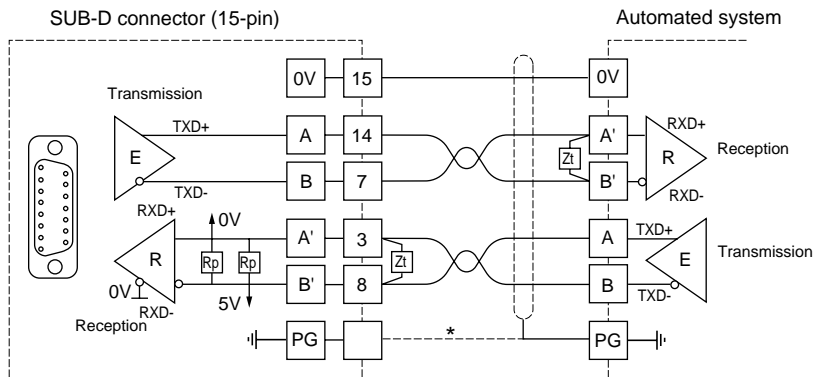 SUB-D connector (15-pin)
Automated system
0V 15 0V
Transmission
TXD+ A 14 A' RXD+
E Zt R Reception
TXD- B 7 B' RXD-
RXD+ 0V A' 3 A TXD+
R Rp Rp Zt E Transmission
0V 5V B' 8 B TXD-
RXD-
Reception
PG * PG